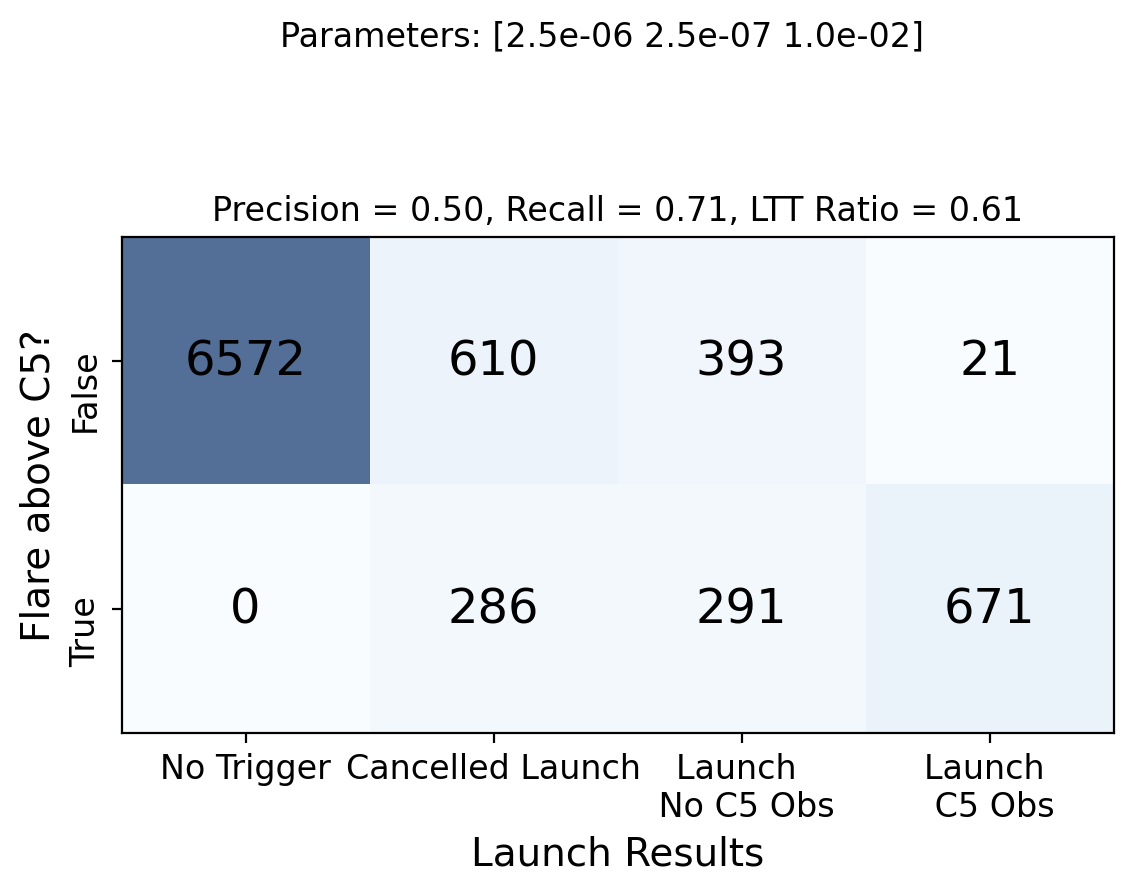 Parameters: [2.5e-06 2.5e-07 1.0e-02]
Precision = 0.50, Recall = 0.71, LTT Ratio = 0.61
Flare above C5?
False
6572 610 393 21
True
0 286 291 671
No Trigger Cancelled Launch Launch Launch
No C5 Obs C5 Obs
Launch Results